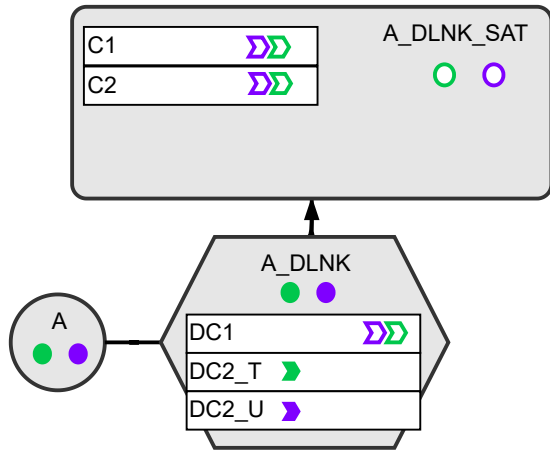 A_DLNK_SAT
C1
C2
A_DLNK
A
DC1
DC2_T
DC2_U